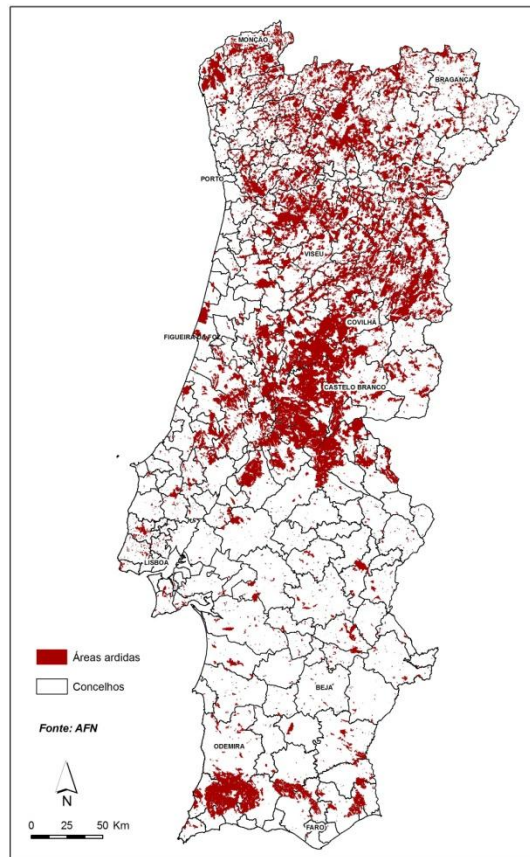 MONÇÃO
BRAGANÇA
PORTO
VISEU
COVILHÃ
FIGUEIRA DA FOZ
CASTELO BRANCO
LISBOA
Áreas ardidas
Concelhos
BEJA
Fonte: AFN
ODEMIRA
N
0 25 50 Km
FARO